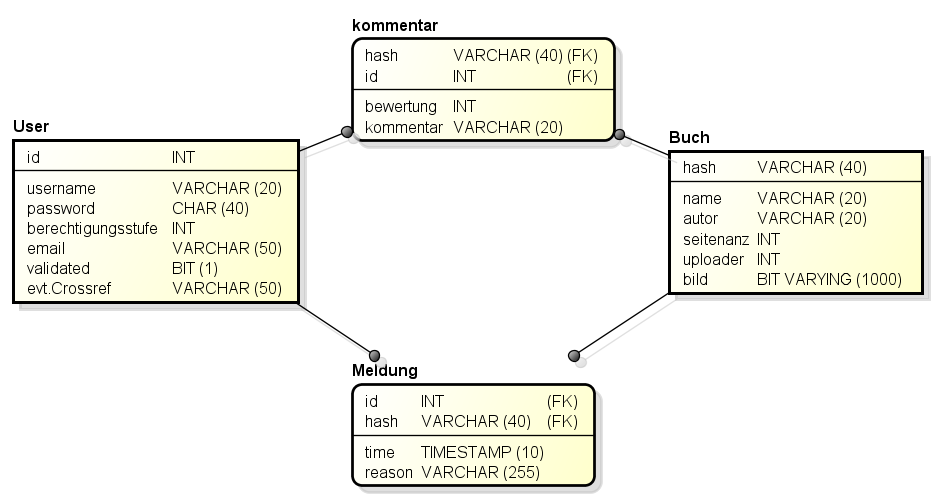 kommentar
hash VARCHAR (40) (FK)
id INT (FK)
bewertung INT
kommentar VARCHAR (20)
User
id INT
username VARCHAR (20)
password CHAR (40)
berechtigungsstufe INT
email VARCHAR (50)
validated BIT (1)
evt.Crossref VARCHAR (50)
Buch
hash VARCHAR (40)
name VARCHAR (20)
autor VARCHAR (20)
seitenanz INT
uploader INT
bild BIT VARYING (1000)
Meldung
id INT (FK)
hash VARCHAR (40) (FK)
time TIMESTAMP (10)
reason VARCHAR (255)